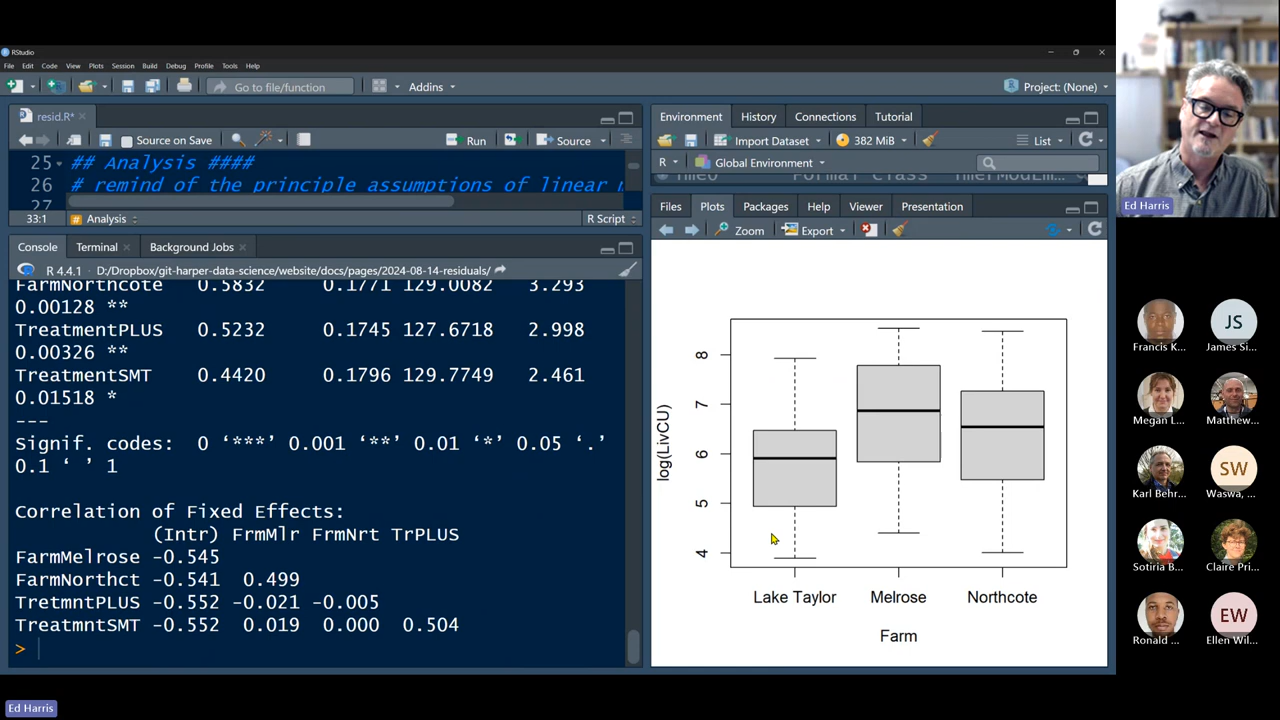 RStudio
File Edit Code View Plots Session Build Debug Profile Tools Help
Go to file/function
Addins
Project: (None)
resid.R*
Source on Save
Run
Source
25
## Analysis ####
26
# remind of the principle assumptions of linear
27
33:1
Analysis
R Script
Console
Terminal
Background Jobs
R 4.4.1 · D:/Dropbox/git-harper-data-science/website/docs/pages/2024-08-14-residuals/
FarmNorthcote 0.5832 0.1771 129.0082 3.293
0.00128 **
TreatmentPLUS 0.5232 0.1745 127.6718 2.998
0.00326 **
TreatmentSMT 0.4420 0.1796 129.7749 2.461
0.01518 *
---
Signif. codes: 0 ‘***’ 0.001 ‘**’ 0.01 ‘*’ 0.05 ‘.’
0.1 ‘ ’ 1
Correlation of Fixed Effects:
(Intr) FrmMlr FrmNrt TrPLUS
FarmMelrose -0.545
FarmNorthct -0.541 0.499
TretmntPLUS -0.552 -0.021 -0.005
TreatmntSMT -0.552 0.019 0.000 0.504
>
Environment
History
Connections
Tutorial
Import Dataset
382 MiB
List
R
Global Environment
Files
Plots
Packages
Help
Viewer
Presentation
Zoom
Export
log(LivCU)
8
7
6
5
4
Lake Taylor
Melrose
Northcote
Farm
Ed Harris
Francis K...
JS
James Si...
Megan L...
Matthew...
Karl Behr...
SW
Waswa, ...
Sotiria B...
Claire Pri...
Ronald ...
EW
Ellen Wil...
Ed Harris